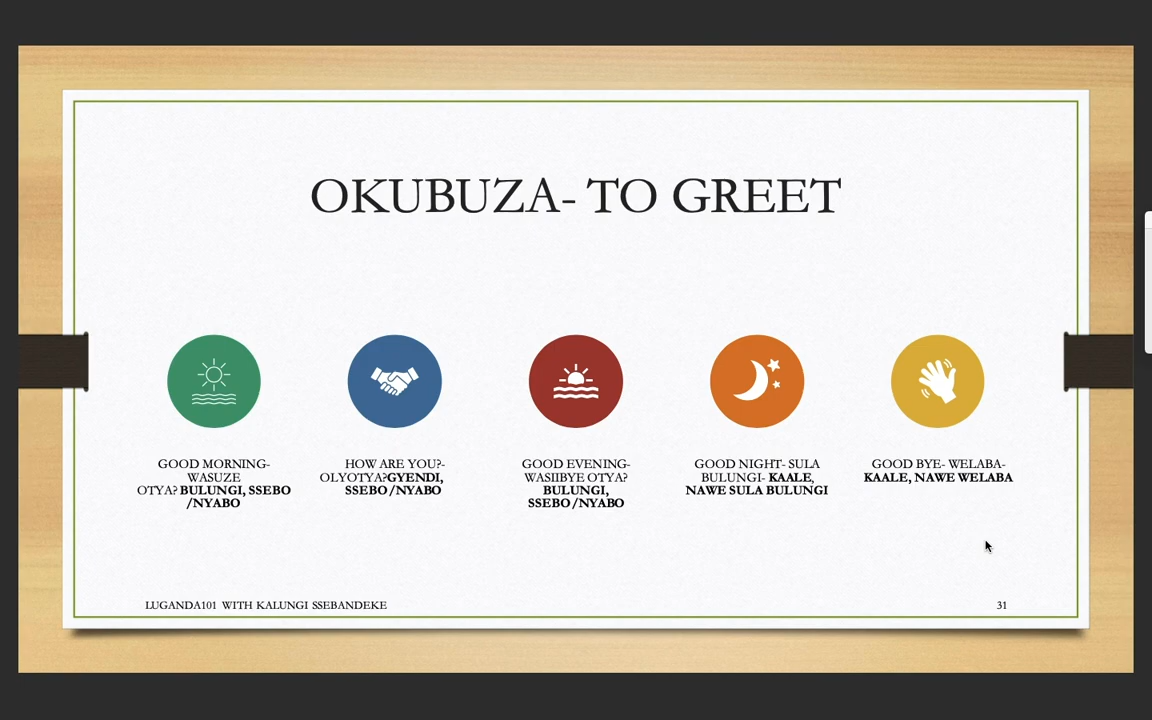 OKUBUZA- TO GREET
GOOD MORNING-
WASUZE
OTYA? BULUNGI, SSEBO
/NYABO
HOW ARE YOU?-
OLYOTYA?GYENDI,
SSEBO/NYABO
GOOD EVENING-
WASIIBYE OTYA?
BULUNGI,
SSEBO/NYABO
GOOD NIGHT- SULA
BULUNGI- KAALE,
NAWE SULA BULUNGI
GOOD BYE- WELABA-
KAALE, NAWE WELABA
LUGANDA101 WITH KALUNGI SSEBANDEKE
31